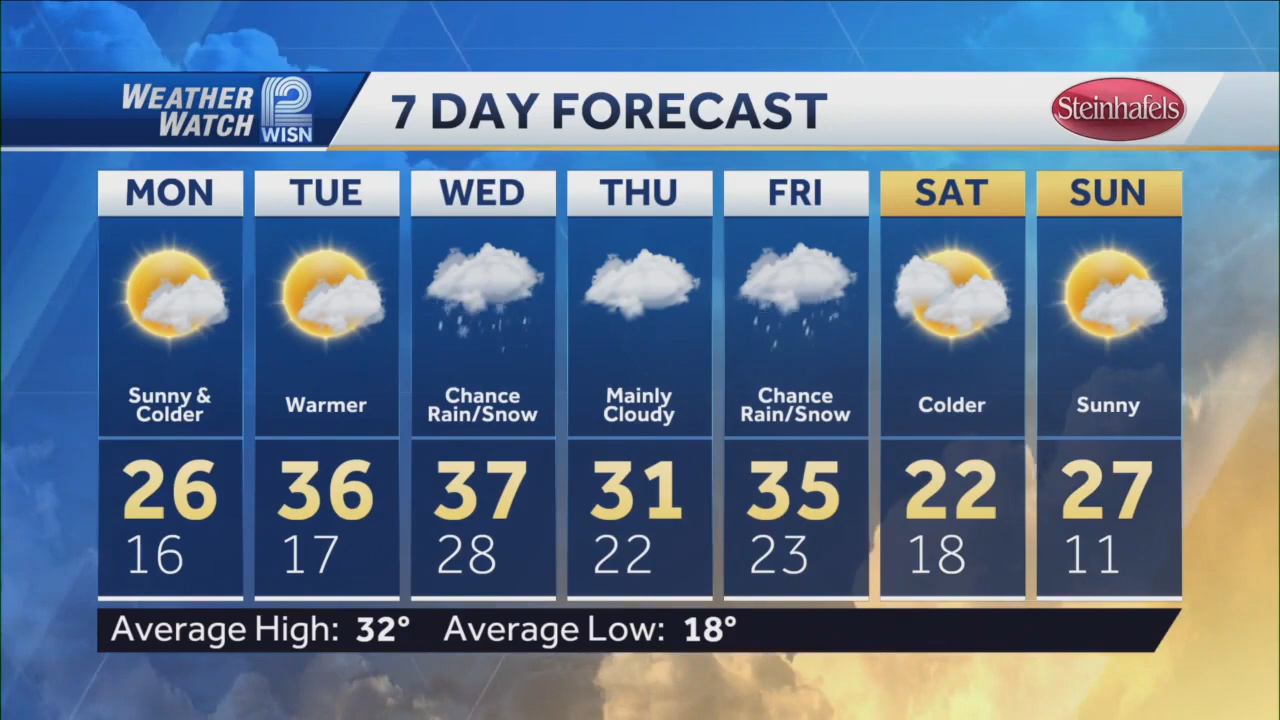 WEATHER
WATCH
12
WISN
7 DAY FORECAST
Steinhafels
MON TUE WED THU FRI SAT SUN
Sunny &
Colder
Warmer
Chance
Rain/Snow
Mainly
Cloudy
Chance
Rain/Snow
Colder
Sunny
26 36 37 31 35 22 27
16 17 28 22 23 18 11
Average High: 32° Average Low: 18°